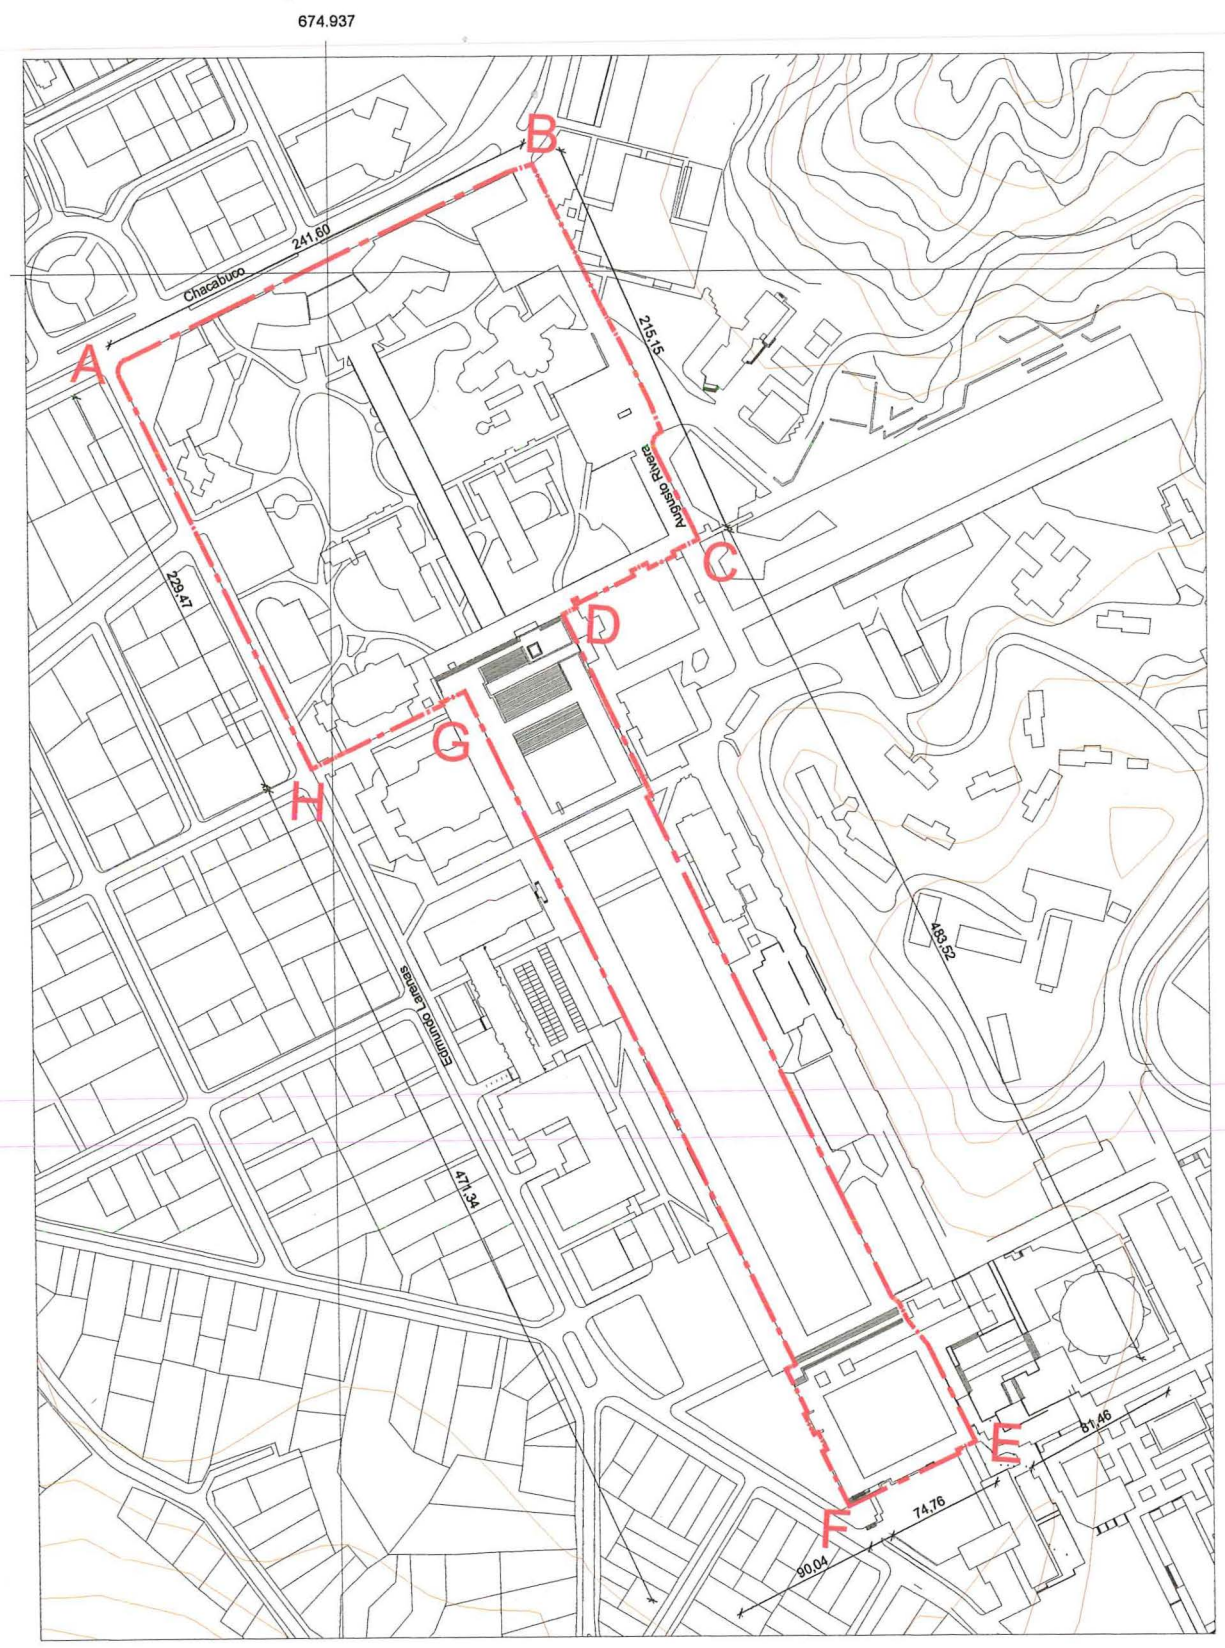 674.937
B
241,60
Chacabuco
A
215,15
Augusto Rivera
C
229,47
D
G
H
483,52
Edmundo Larenas
471,34
E
81,46
F
74,76
90,04